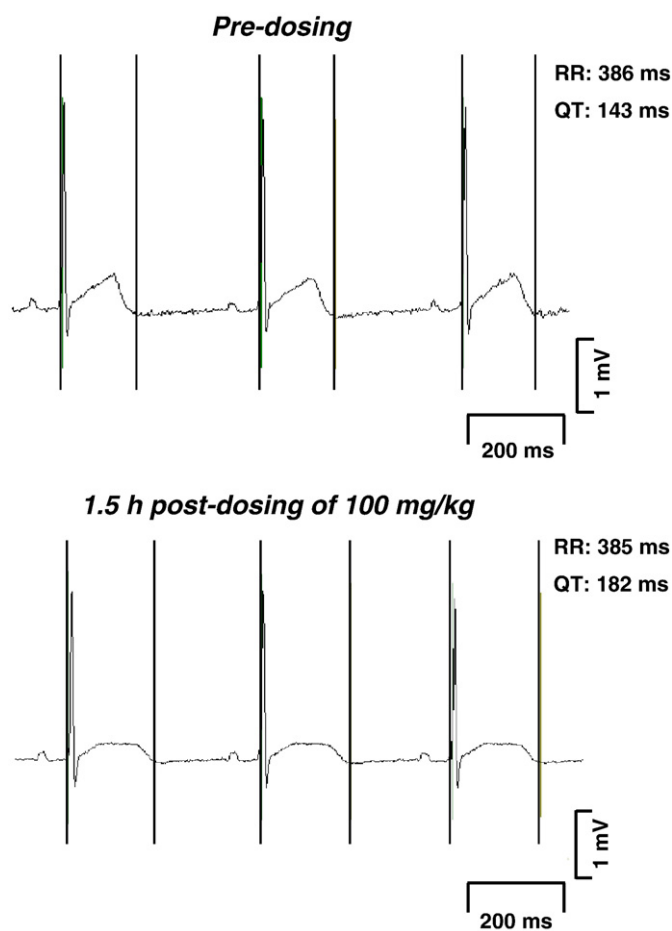 Pre-dosing
RR: 386 ms
QT: 143 ms
1 mV
200 ms
1.5 h post-dosing of 100 mg/kg
RR: 385 ms
QT: 182 ms
1 mV
200 ms